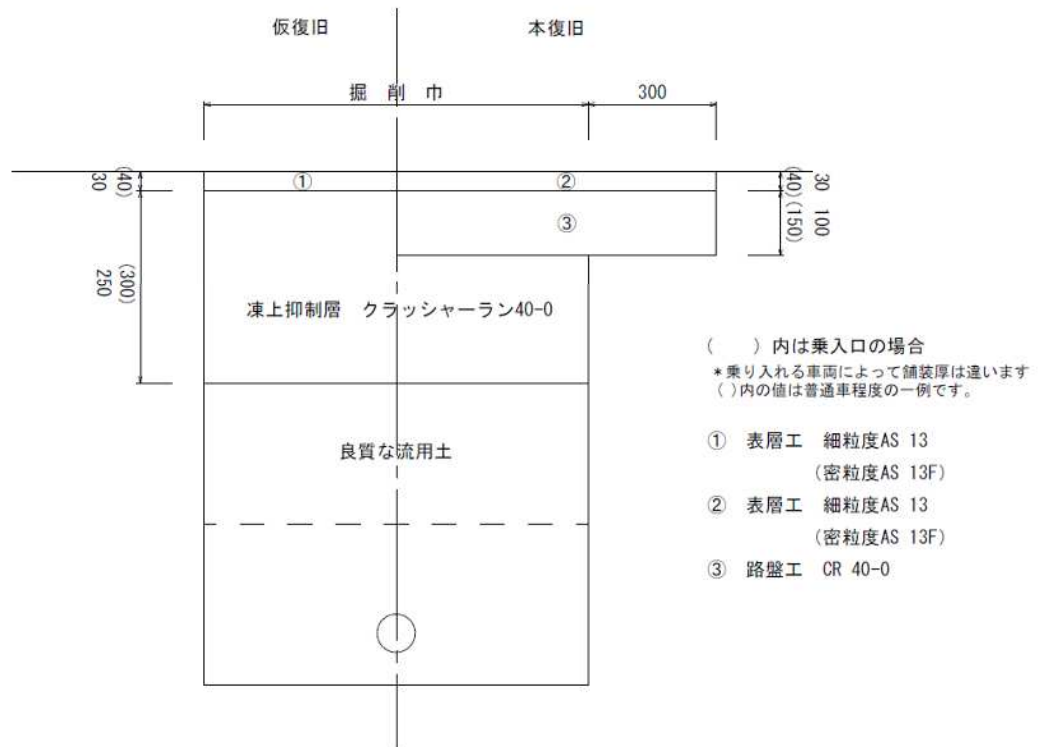 仮復旧
本復旧
掘 削 巾
300
(40)
30
①
②
30
(40)
③
100
(150)
(300)
250
凍上抑制層 クラッシャーラン40-0
( )内は乗入口の場合
*乗り入れる車両によって舗装厚は違います
( )内の値は普通車程度の一例です。
良質な流用土
① 表層工 細粒度AS 13
(密粒度AS 13F)
② 表層工 細粒度AS 13
(密粒度AS 13F)
③ 路盤工 CR 40-0